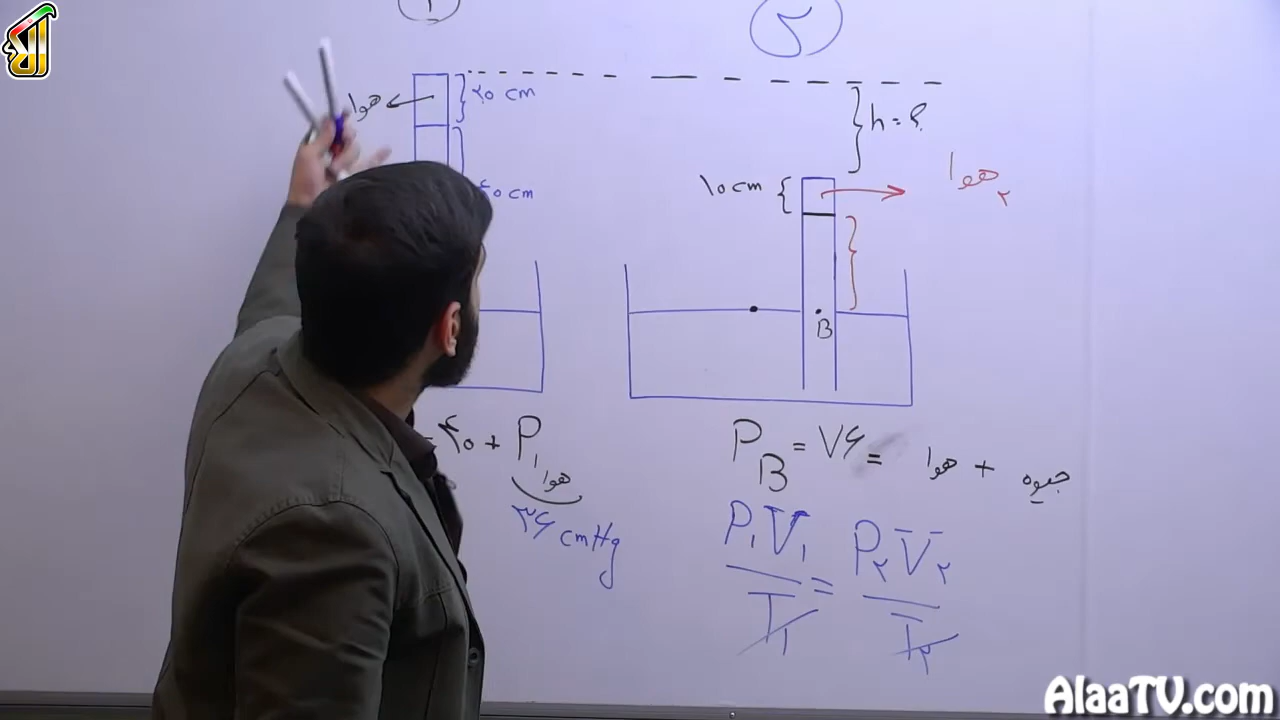 ۲
۲۰ cm
h = ؟
هوا
هوا ۲
۱۰ cm
۴۰ cm
B
= ۴۰ + P۱ هوا
P_B = ۷۶ = هوا + جیوه
۳۶ cmHg
P۱V۱ / T۱ = P۲V۲ / T۲
AlaaTV.com